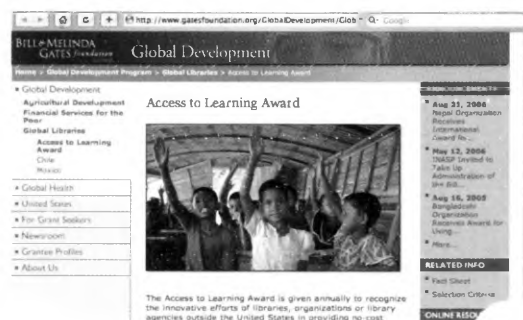 http://www.gatesfoundation.org/GlobalDevelopment/Glob
Q- Google
BILL & MELINDA
GATES foundation
Global Development
Home > Global Development Program > Global Libraries > Access to Learning Award
Global Development
Agricultural Development
Financial Services for the
Poor
Global Libraries
Access to Learning
Award
Chile
Mexico
Global Health
United States
For Grant Seekers
Newsroom
Grantee Profiles
About Us
Access to Learning Award
The Access to Learning Award is given annually to recognize
the innovative efforts of libraries, organizations or library
agencies outside the United States in providing no-cost
Aug 21, 2006
Nepal Organization
Receives
International
Award
May 12, 2006
INASP Invited to
Take Up
Administration of
the
Aug 16, 2005
Bangladeshi
Organization
Receives Award for
Using...
More...
RELATED INFO
Fact Sheet
Selection Criteria
ONLINE